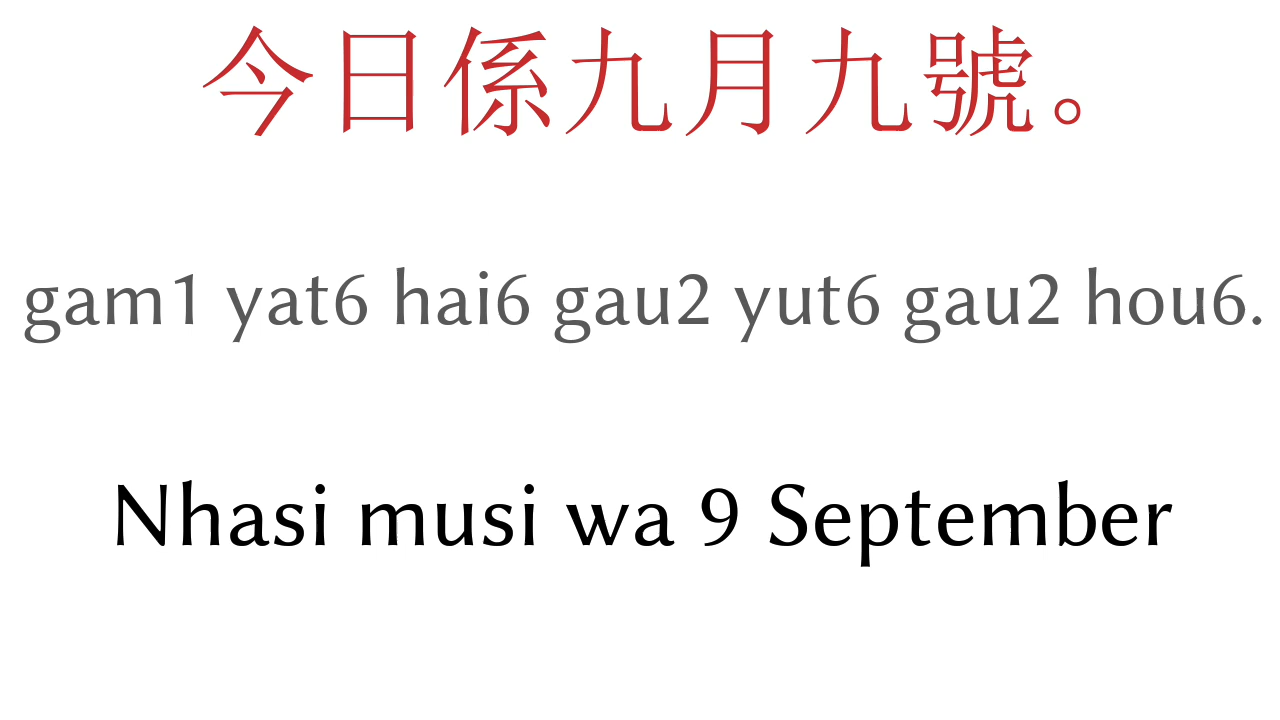 今日係九月九號。
gam1 yat6 hai6 gau2 yut6 gau2 hou6.
Nhasi musi wa 9 September